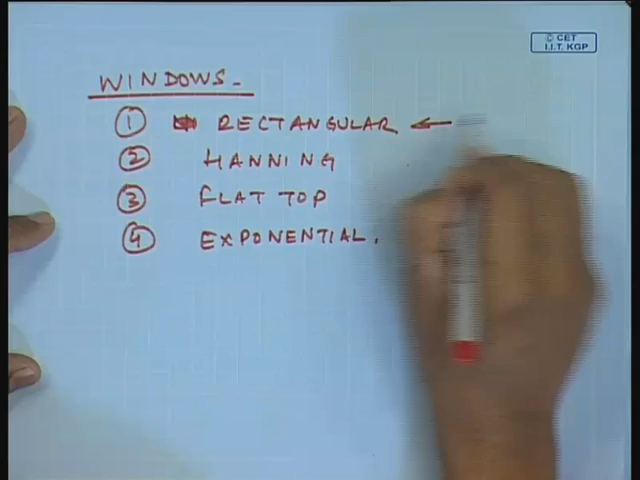 © CET
I.I.T. KGP
WINDOWS -
1 RECTANGULAR ←
2 HANNING
3 FLAT TOP
4 EXPONENTIAL.